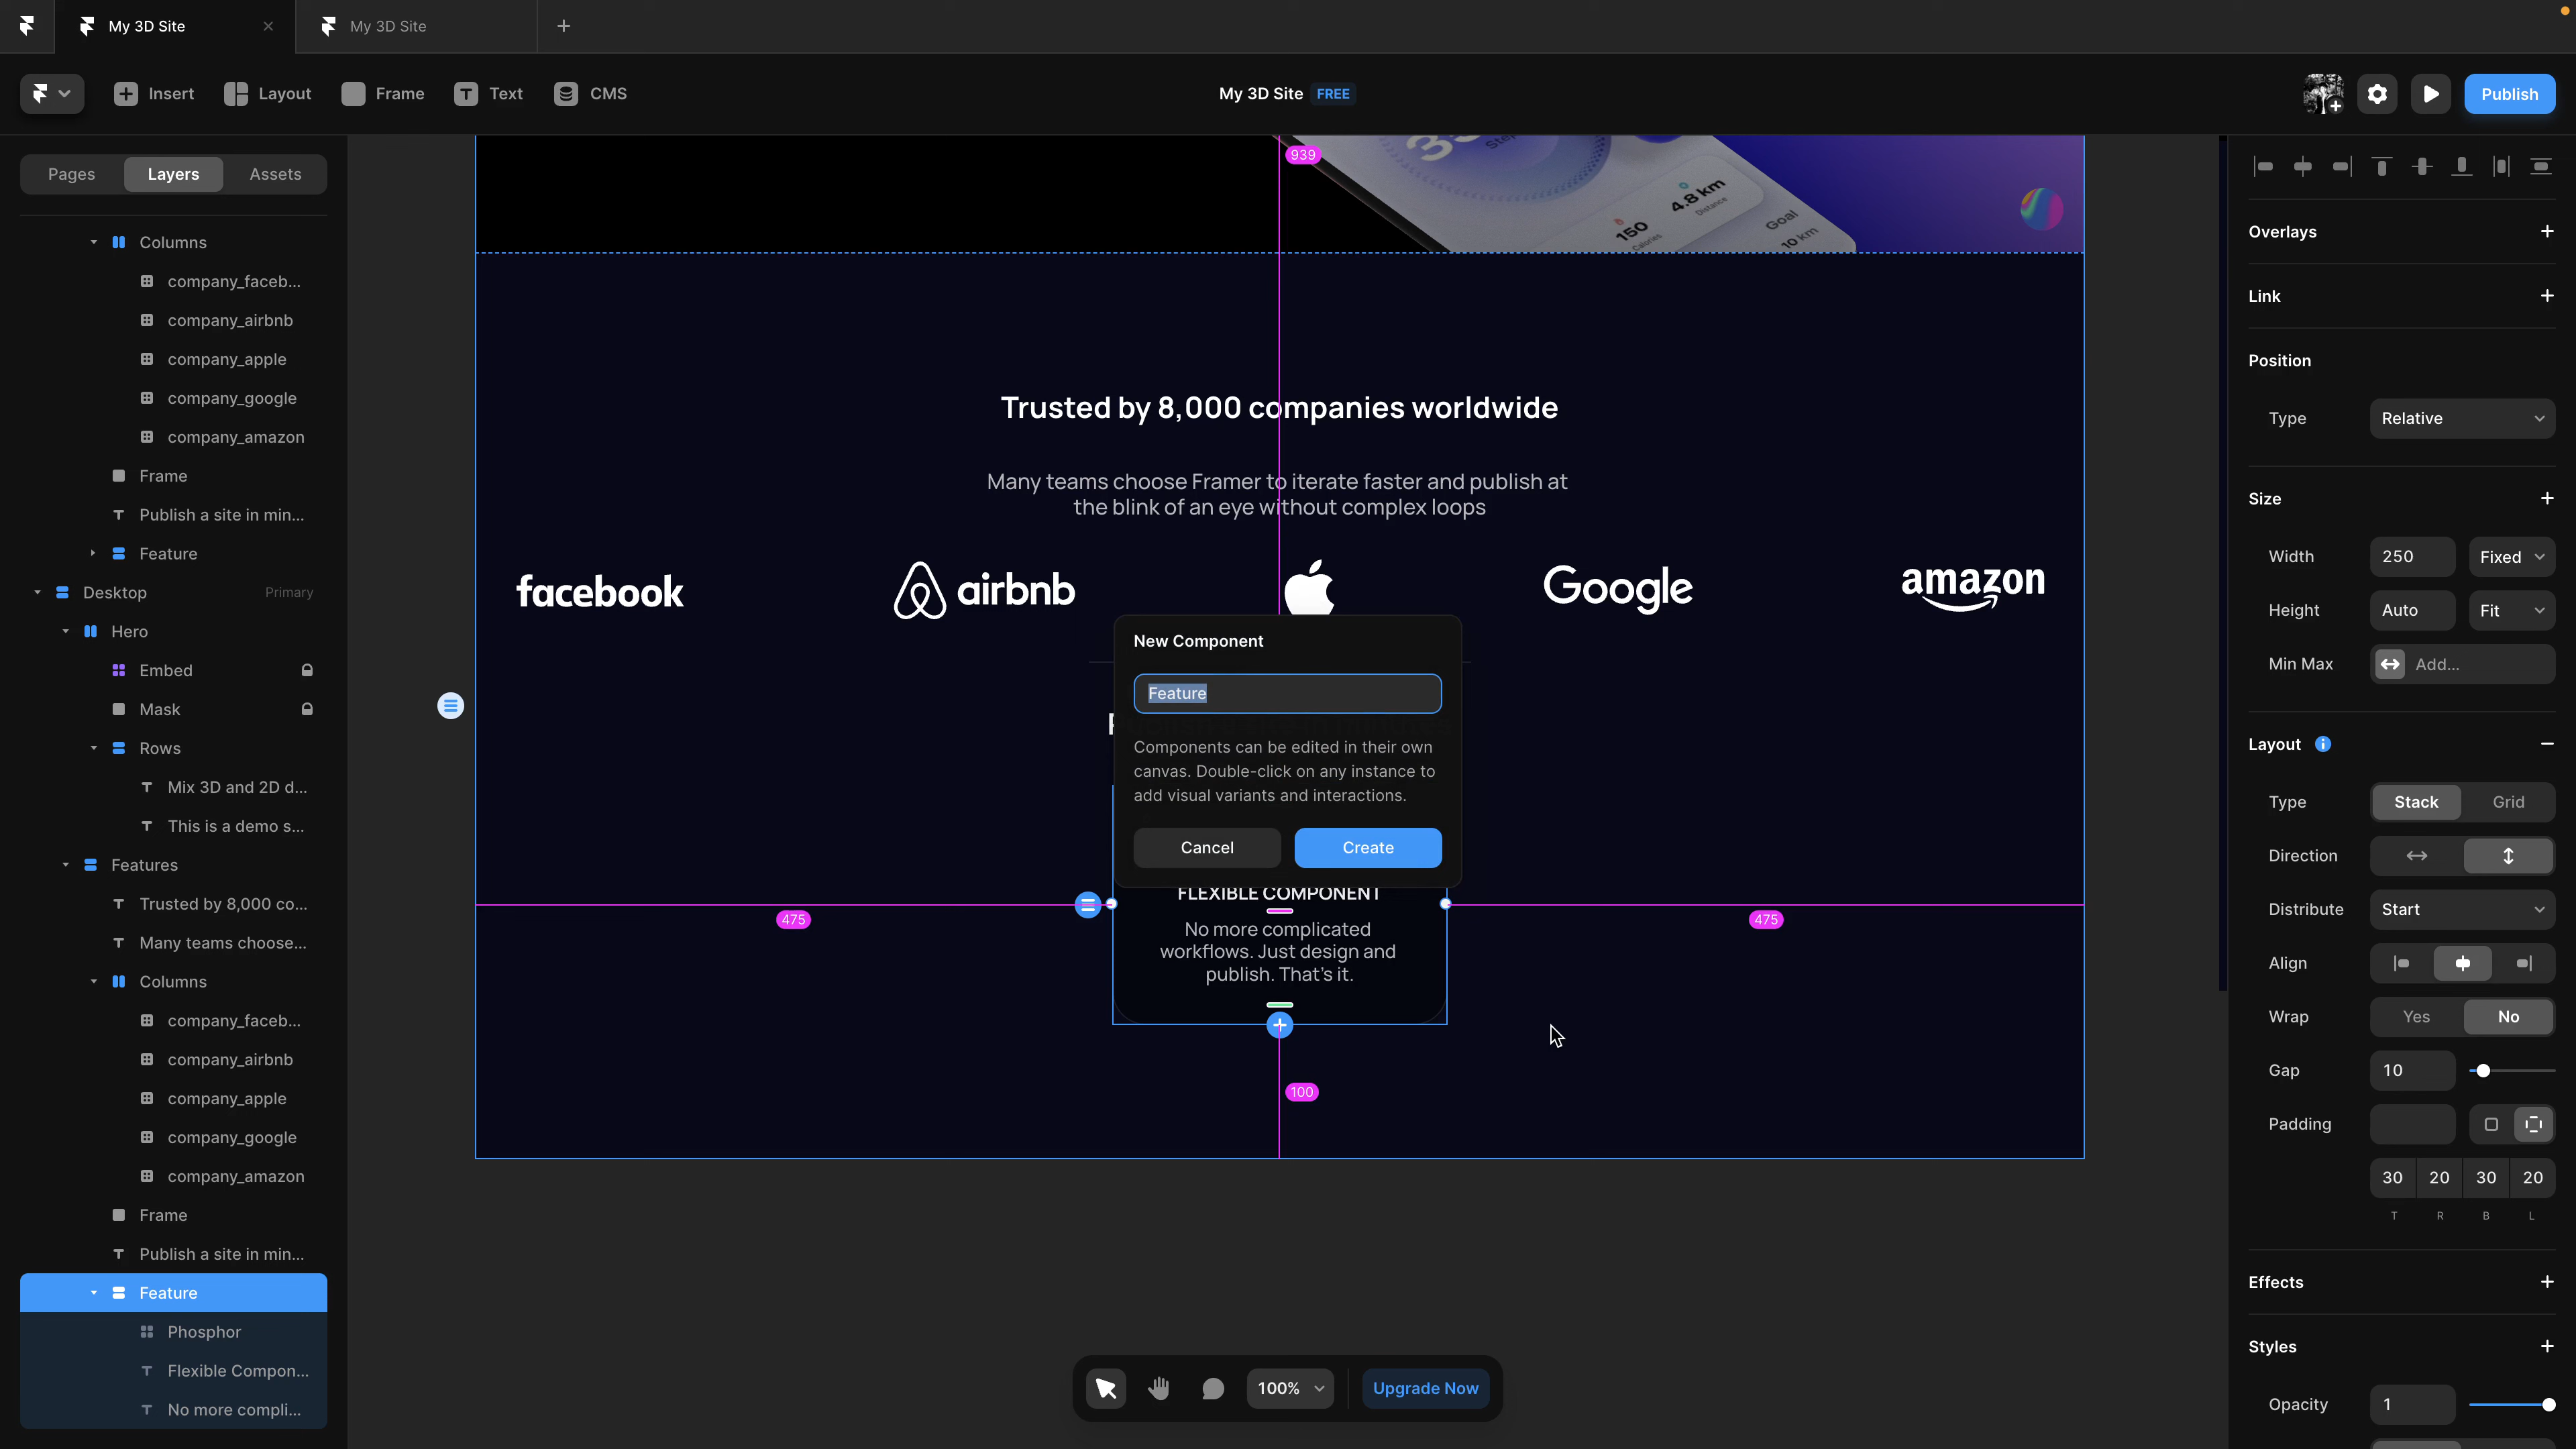 My 3D Site
My 3D Site
Insert
Layout
Frame
Text
CMS
My 3D Site FREE
Publish
Pages
Layers
Assets
Columns
company_faceb...
company_airbnb
company_apple
company_google
company_amazon
Frame
Publish a site in min...
Feature
Desktop Primary
Hero
Embed
Mask
Rows
Mix 3D and 2D d...
This is a demo s...
Features
Trusted by 8,000 co...
Many teams choose...
Columns
company_faceb...
company_airbnb
company_apple
company_google
company_amazon
Frame
Publish a site in min...
Feature
Phosphor
Flexible Compon...
No more compli...
939
150
Calories
4.8 km
Distance
Goal
10 km
Trusted by 8,000 companies worldwide
Many teams choose Framer to iterate faster and publish at
the blink of an eye without complex loops
facebook
airbnb
Google
amazon
New Component
Feature
Components can be edited in their own
canvas. Double-click on any instance to
add visual variants and interactions.
Cancel
Create
FLEXIBLE COMPONENT
No more complicated
workflows. Just design and
publish. That's it.
475
475
100
100%
Upgrade Now
Overlays
Link
Position
Type Relative
Size
Width 250 Fixed
Height Auto Fit
Min Max Add...
Layout
Type Stack Grid
Direction
Distribute Start
Align
Wrap Yes No
Gap 10
Padding
30 20 30 20
T R B L
Effects
Styles
Opacity 1